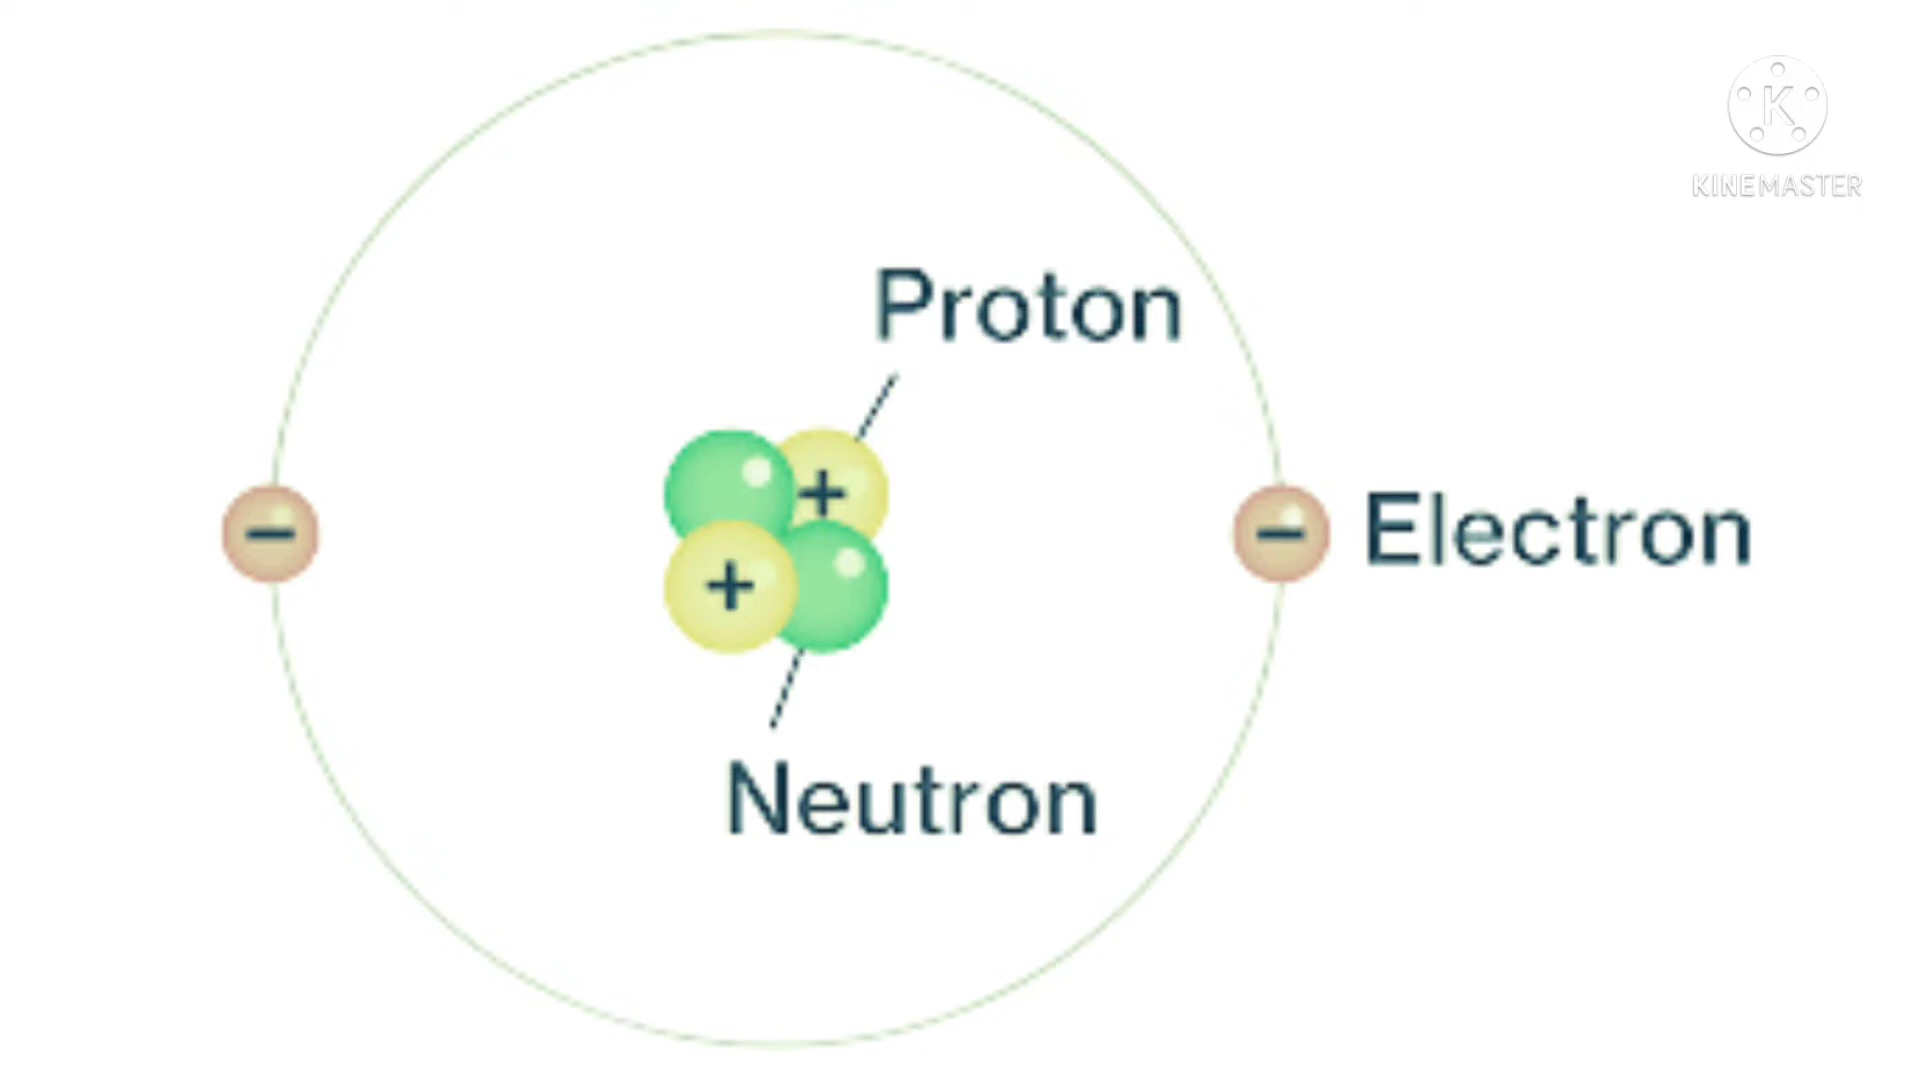 K
KINEMASTER
Proton
+
− − Electron
+
Neutron